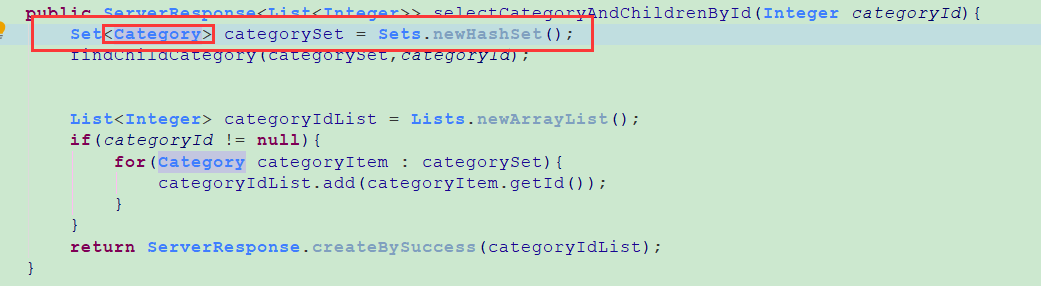 public ServerResponse<List<Integer>> selectCategoryAndChildrenById(Integer categoryId){
Set<Category> categorySet = Sets.newHashSet();
findChildCategory(categorySet,categoryId);
List<Integer> categoryIdList = Lists.newArrayList();
if(categoryId != null){
for(Category categoryItem : categorySet){
categoryIdList.add(categoryItem.getId());
}
}
return ServerResponse.createBySuccess(categoryIdList);
}